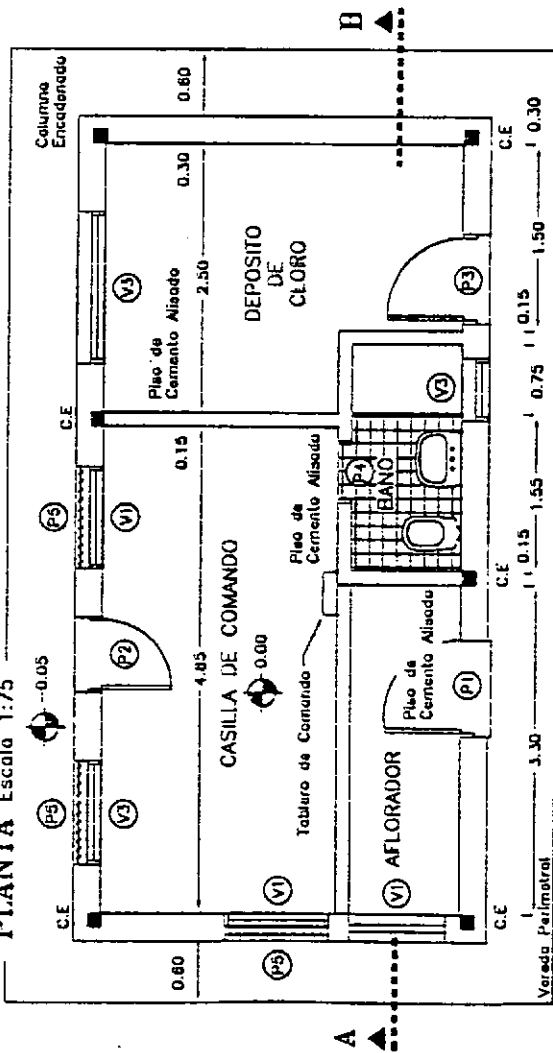 PLANTA Escala 1:75
Columna
Encadenado
-0.05
P5
P5
C.E
C.E
V3
P2
V1
V3
0.60
4.85
0.15
2.50
0.30
0.60
Piso de
Cemento Alisado
CASILLA DE COMANDO
0.00
DEPOSITO
DE
CLORO
Piso de
Cemento Alisado
Tablero de Comando
P5
V1
P4
BAÑO
V3
P3
V1
AFLORADOR
Piso de
Cemento Alisado
P1
A
B
C.E
C.E
C.E
Vereda Perimetral
3.30
0.15
1.55
0.75
0.15
1.50
0.30